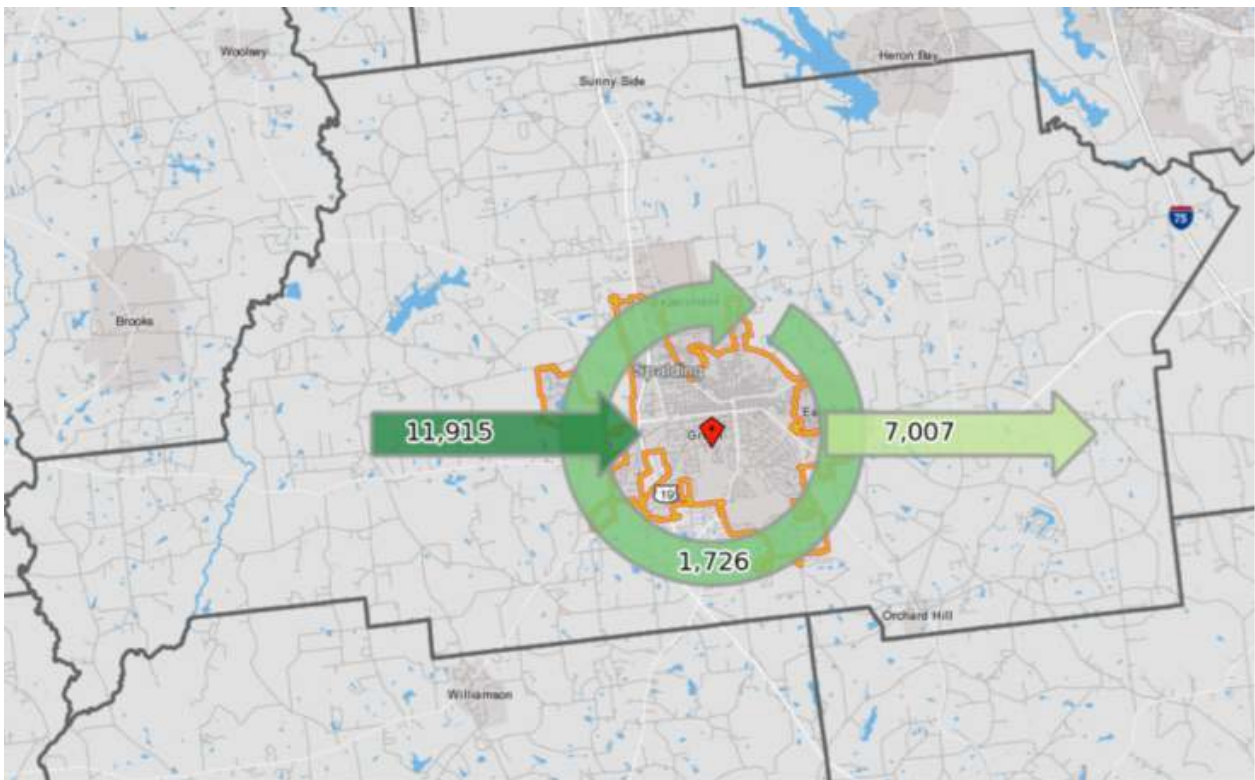 Woolsey
Heron Bay
Sunny Side
75
Brooks
Spalding
11,915
7,007
19
1,726
Orchard Hill
Williamson